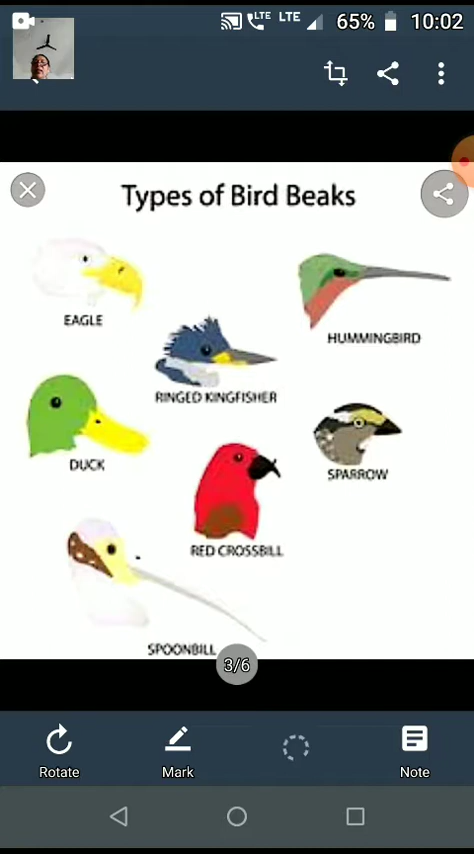 LTE LTE 65% 10:02
Types of Bird Beaks
EAGLE
HUMMINGBIRD
RINGED KINGFISHER
DUCK
SPARROW
RED CROSSBILL
SPOONBILL
3/6
Rotate Mark Note